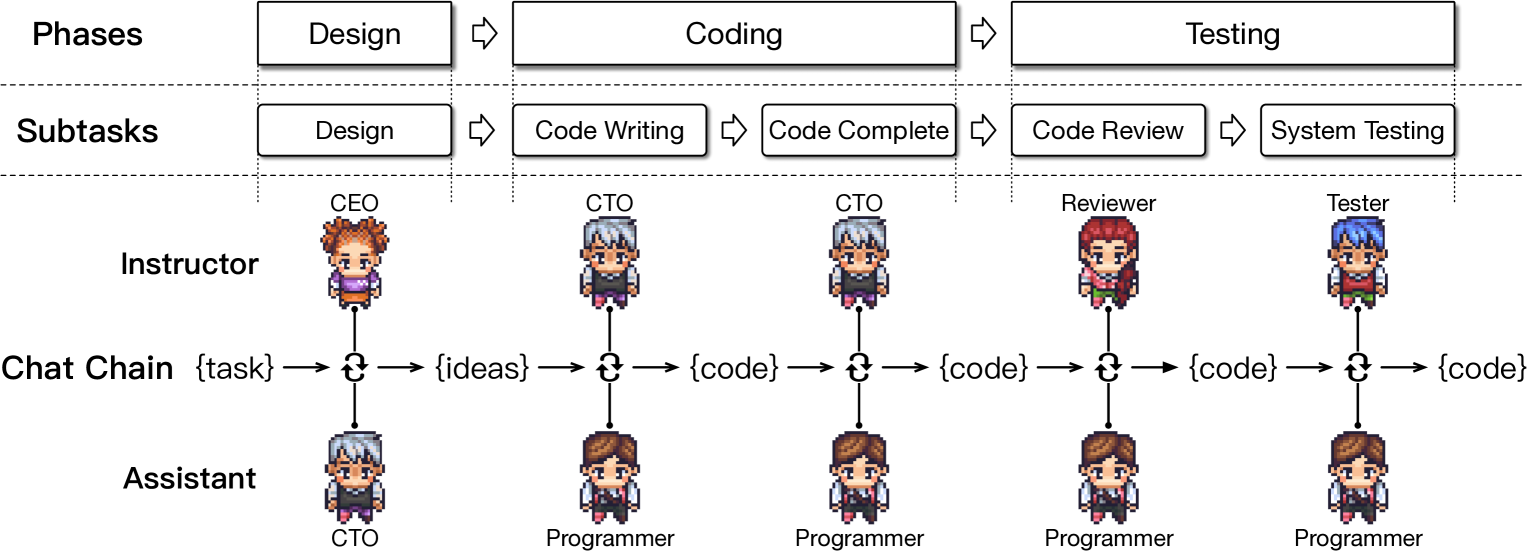 Phases Design Coding Testing
Subtasks Design Code Writing Code Complete Code Review System Testing
CEO CTO CTO Reviewer Tester
Instructor
Chat Chain {task} {ideas} {code} {code} {code} {code}
Assistant
CTO Programmer Programmer Programmer Programmer